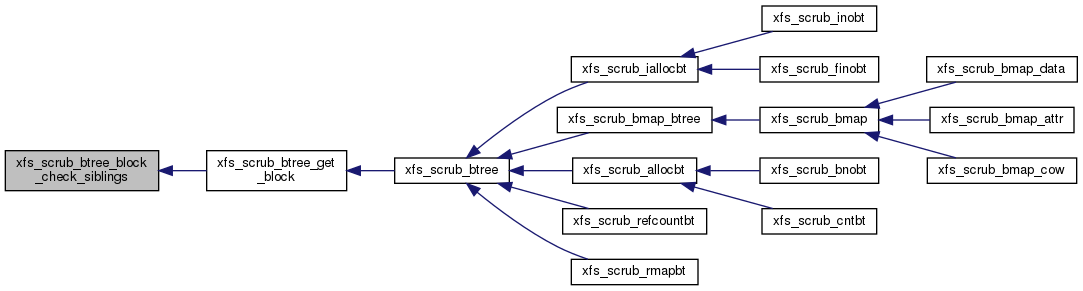 xfs_scrub_inobt
xfs_scrub_iallocbt
xfs_scrub_finobt
xfs_scrub_bmap_data
xfs_scrub_bmap_btree
xfs_scrub_bmap
xfs_scrub_bmap_attr
xfs_scrub_btree_block
_check_siblings
xfs_scrub_btree_get
_block
xfs_scrub_btree
xfs_scrub_allocbt
xfs_scrub_bnobt
xfs_scrub_bmap_cow
xfs_scrub_refcountbt
xfs_scrub_cntbt
xfs_scrub_rmapbt